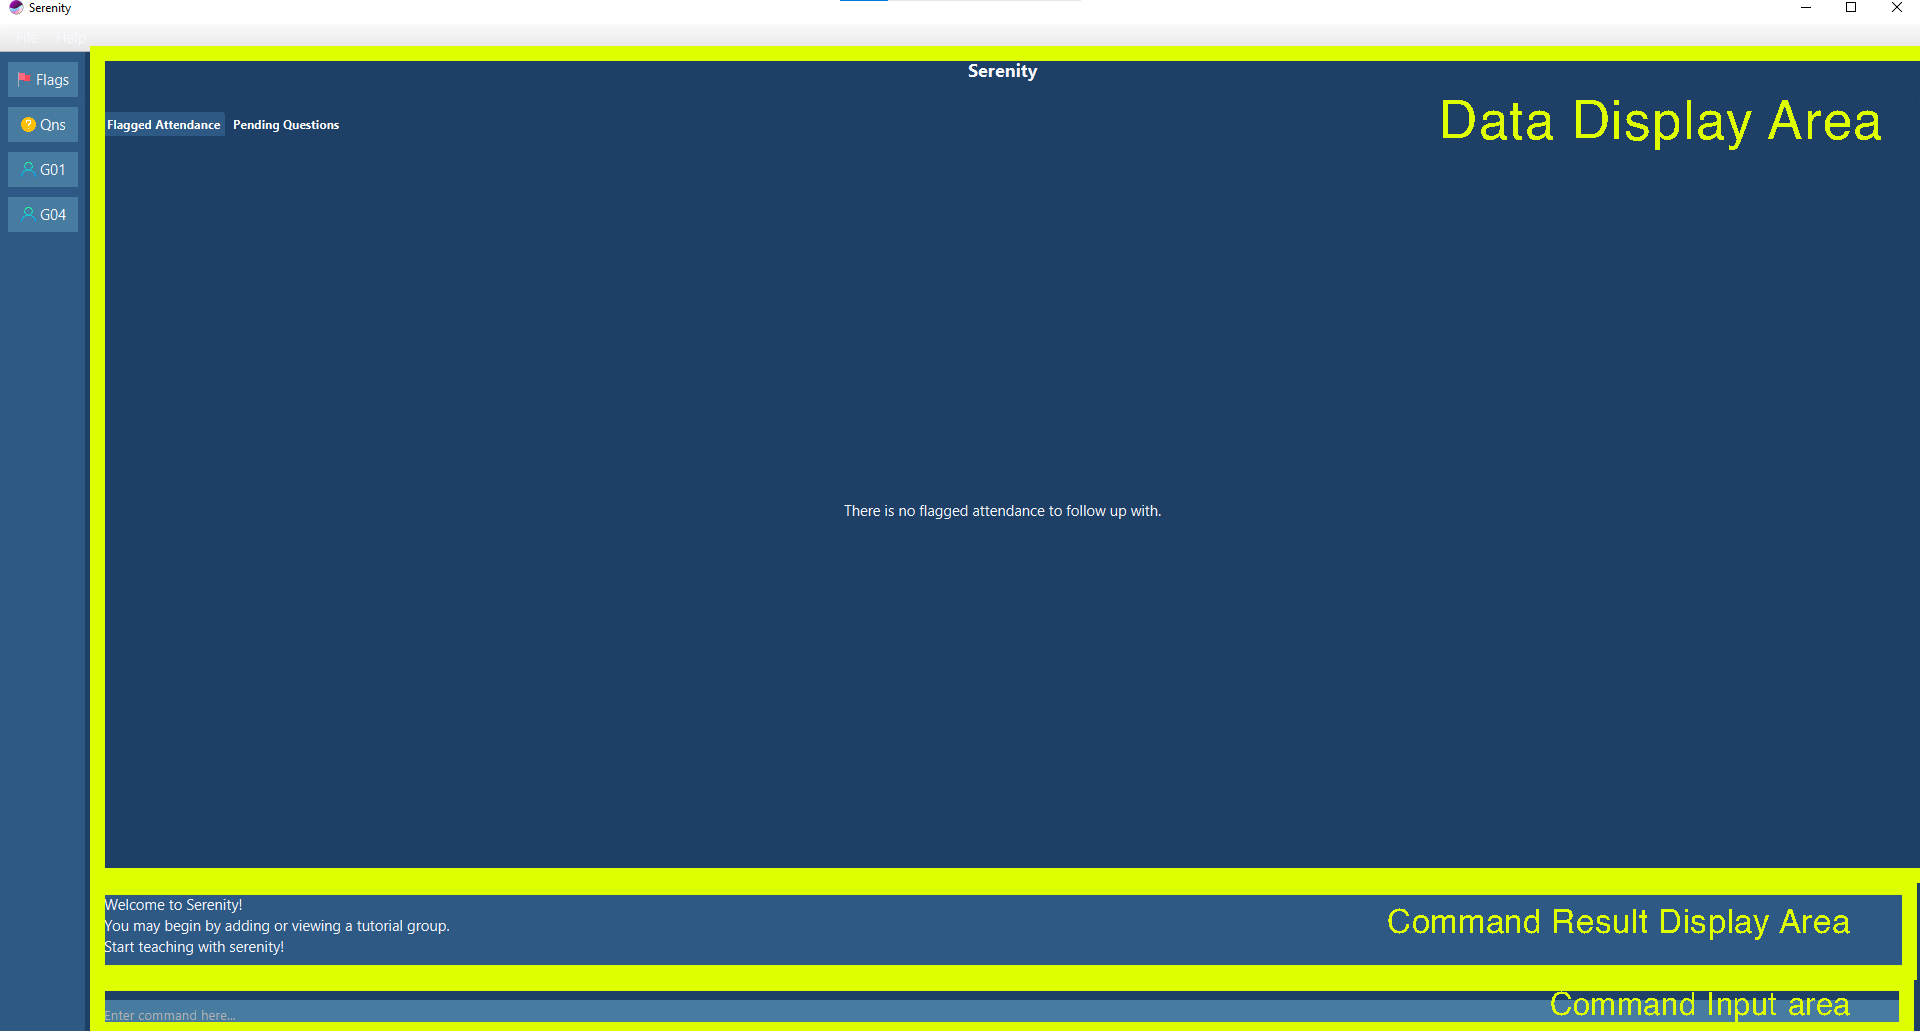 Serenity
File Help
Flags
Qns
G01
G04
Serenity
Data Display Area
Flagged Attendance Pending Questions
There is no flagged attendance to follow up with.
Welcome to Serenity!
You may begin by adding or viewing a tutorial group.
Start teaching with serenity!
Command Result Display Area
Command Input area
Enter command here...